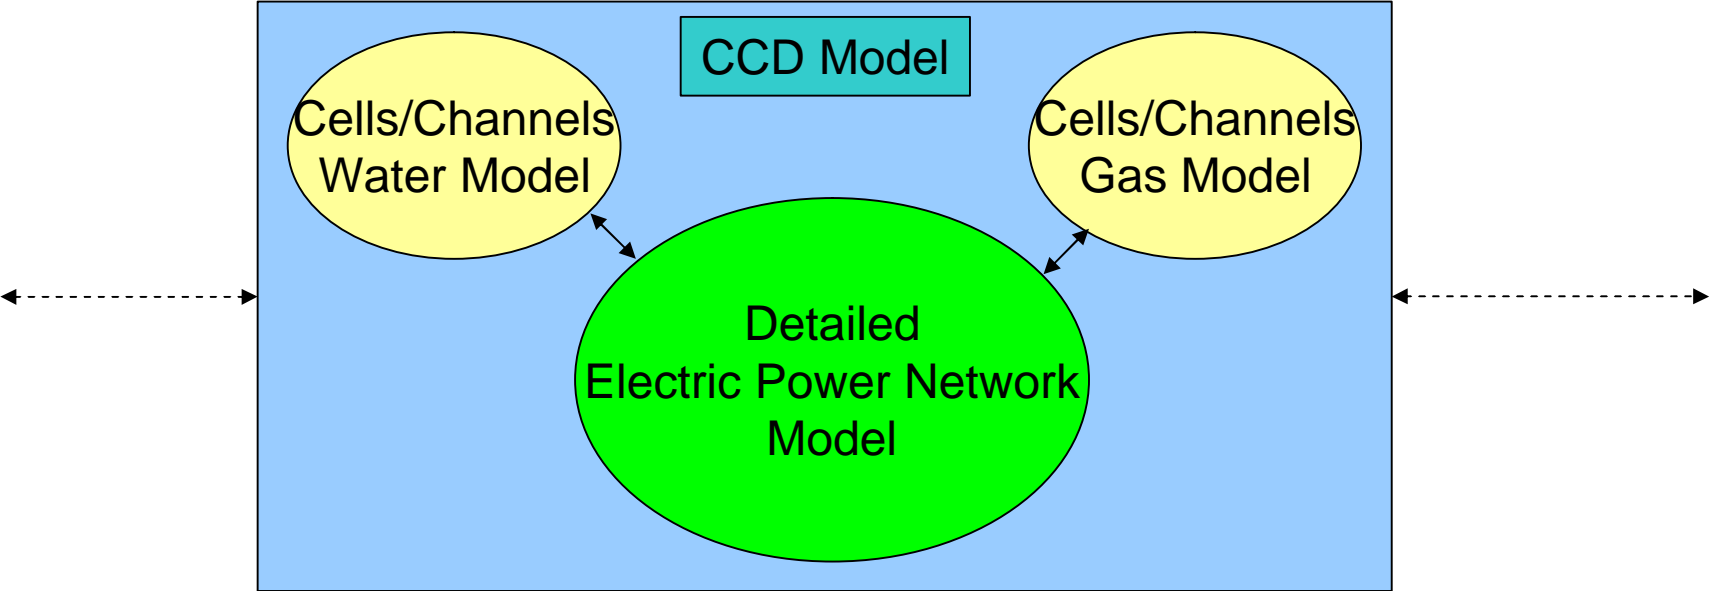 CCD Model
Cells/Channels
Water Model
Cells/Channels
Gas Model
Detailed
Electric Power Network
Model